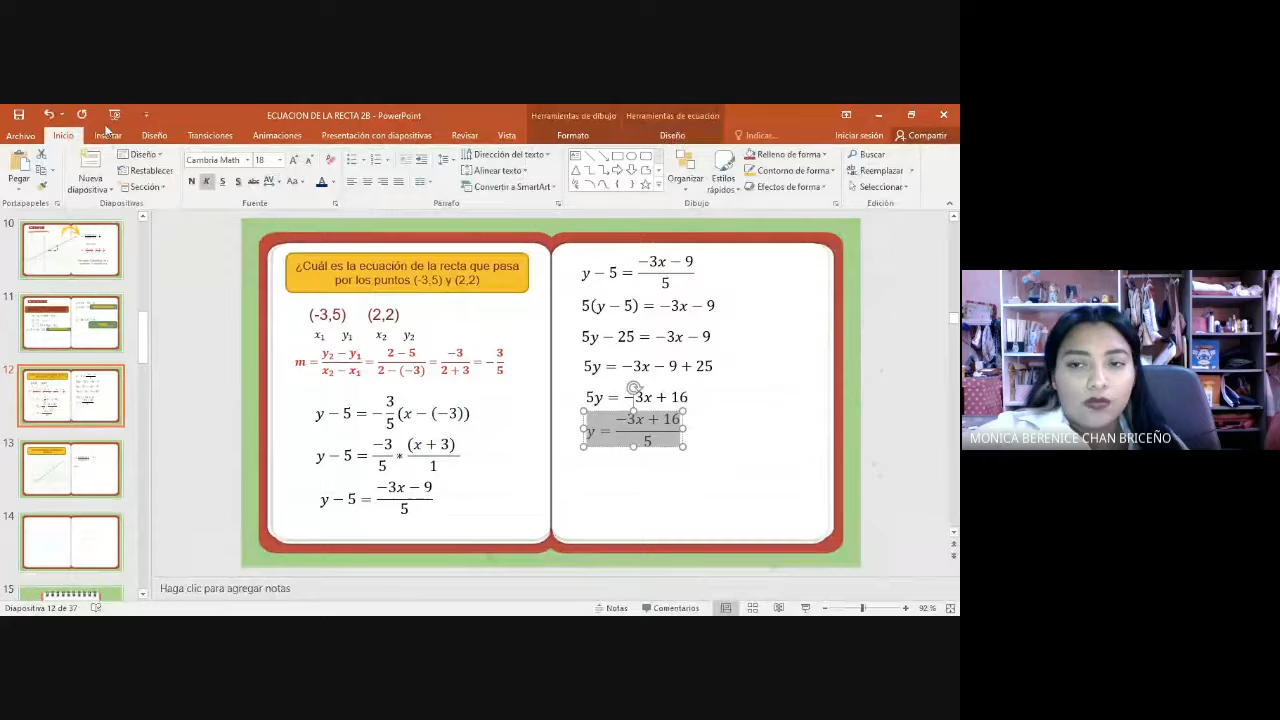 ECUACION DE LA RECTA 2B - PowerPoint
Herramientas de dibujo
Herramientas de ecuación
Archivo
Inicio
Insertar
Diseño
Transiciones
Animaciones
Presentación con diapositivas
Revisar
Vista
Formato
Diseño
Indicar...
Iniciar sesión
Compartir
Pegar
Nueva
diapositiva
Diseño
Restablecer
Sección
Cambria Math
18
N K S S abc AV Aa A
Dirección del texto
Alinear texto
Convertir a SmartArt
Organizar
Estilos
rápidos
Relleno de forma
Contorno de forma
Efectos de forma
Buscar
Reemplazar
Seleccionar
Portapapeles
Diapositivas
Fuente
Párrafo
Dibujo
Edición
10
11
12
13
14
15
¿Cuál es la ecuación de la recta que pasa
por los puntos (-3,5) y (2,2)
(-3,5) (2,2)
x₁ y₁ x₂ y₂
m = (y₂ − y₁)/(x₂ − x₁) = (2 − 5)/(2 − (−3)) = (−3)/(2 + 3) = −3/5
y − 5 = −3/5 (x − (−3))
y − 5 = −3/5 ∗ (x + 3)/1
y − 5 = (−3x − 9)/5
y − 5 = (−3x − 9)/5
5(y − 5) = −3x − 9
5y − 25 = −3x − 9
5y = −3x − 9 + 25
5y = −3x + 16
y = (−3x + 16)/5
MONICA BERENICE CHAN BRICEÑO
Haga clic para agregar notas
Diapositiva 12 de 37
Notas
Comentarios
92 %